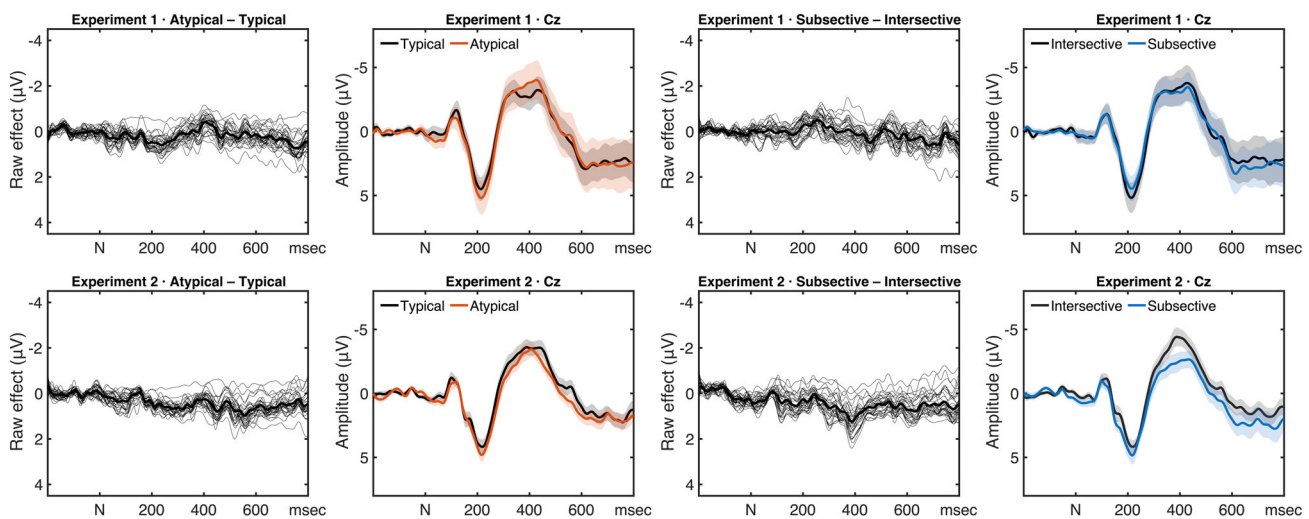 Experiment 1 · Atypical – Typical
Raw effect (µV)
-4
-2
0
2
4
N 200 400 600 msec
Experiment 1 · Cz
Typical Atypical
Amplitude (µV)
-5
0
5
N 200 400 600 msec
Experiment 1 · Subsective – Intersective
Raw effect (µV)
-4
-2
0
2
4
N 200 400 600 msec
Experiment 1 · Cz
Intersective Subsective
Amplitude (µV)
-5
0
5
N 200 400 600 msec
Experiment 2 · Atypical – Typical
Raw effect (µV)
-4
-2
0
2
4
N 200 400 600 msec
Experiment 2 · Cz
Typical Atypical
Amplitude (µV)
-5
0
5
N 200 400 600 msec
Experiment 2 · Subsective – Intersective
Raw effect (µV)
-4
-2
0
2
4
N 200 400 600 msec
Experiment 2 · Cz
Intersective Subsective
Amplitude (µV)
-5
0
5
N 200 400 600 msec